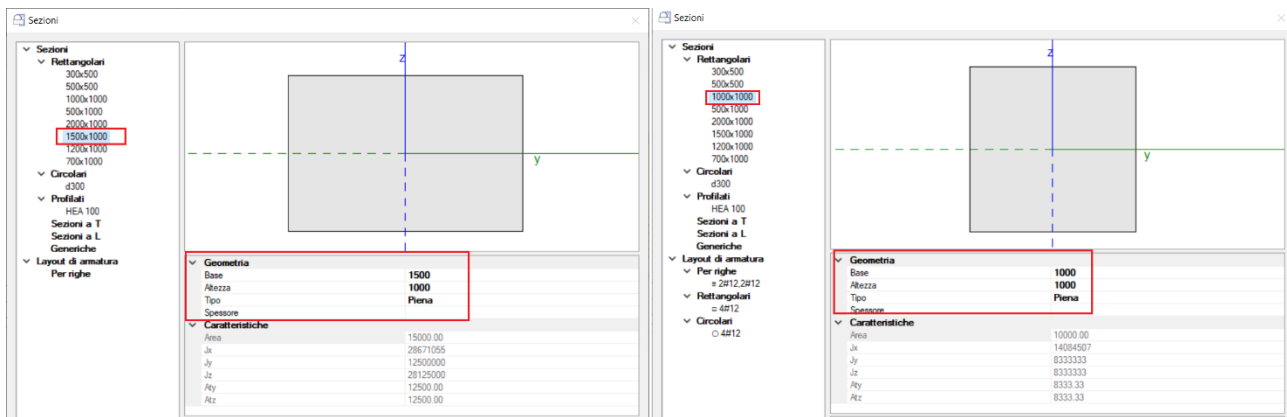 Sezioni
Sezioni
Rettangolari
300x500
500x500
1000x1000
500x1000
2000x1000
1500x1000
1200x1000
700x1000
Circolari
d300
Profilati
HEA 100
Sezioni a T
Sezioni a L
Generiche
Layout di armatura
Per righe
z
y
Geometria
Base 1500
Altezza 1000
Tipo Piena
Spessore
Caratteristiche
Area 15000.00
Jx 28671055
Jy 12500000
Jz 28125000
Aty 12500.00
Atz 12500.00
Sezioni
Sezioni
Rettangolari
300x500
500x500
1000x1000
500x1000
2000x1000
1500x1000
1200x1000
700x1000
Circolari
d300
Profilati
HEA 100
Sezioni a T
Sezioni a L
Generiche
Layout di armatura
Per righe
2#12,2#12
Rettangolari
4#12
Circolari
4#12
z
y
Geometria
Base 1000
Altezza 1000
Tipo Piena
Spessore
Caratteristiche
Area 10000.00
Jx 14084507
Jy 8333333
Jz 8333333
Aty 8333.33
Atz 8333.33